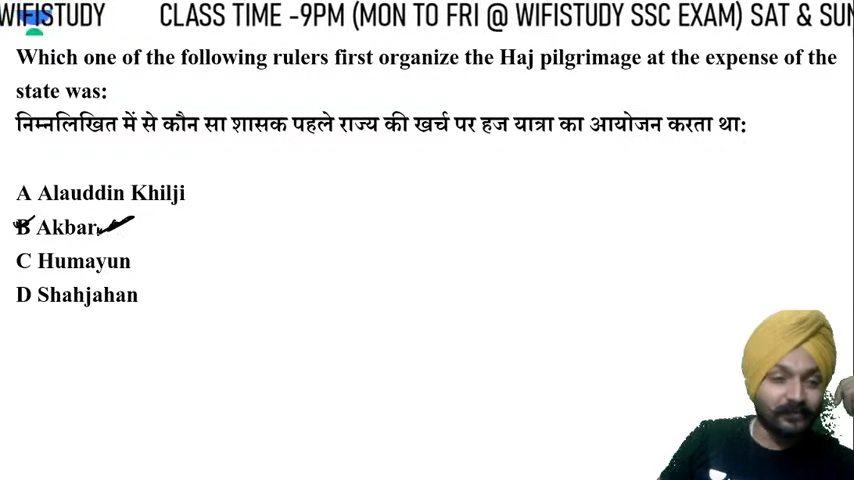 WIFISTUDY CLASS TIME -9PM (MON TO FRI @ WIFISTUDY SSC EXAM) SAT & SUN
Which one of the following rulers first organize the Haj pilgrimage at the expense of the
state was:
निम्नलिखित में से कौन सा शासक पहले राज्य की खर्च पर हज यात्रा का आयोजन करता था:
A Alauddin Khilji
B Akbar
C Humayun
D Shahjahan